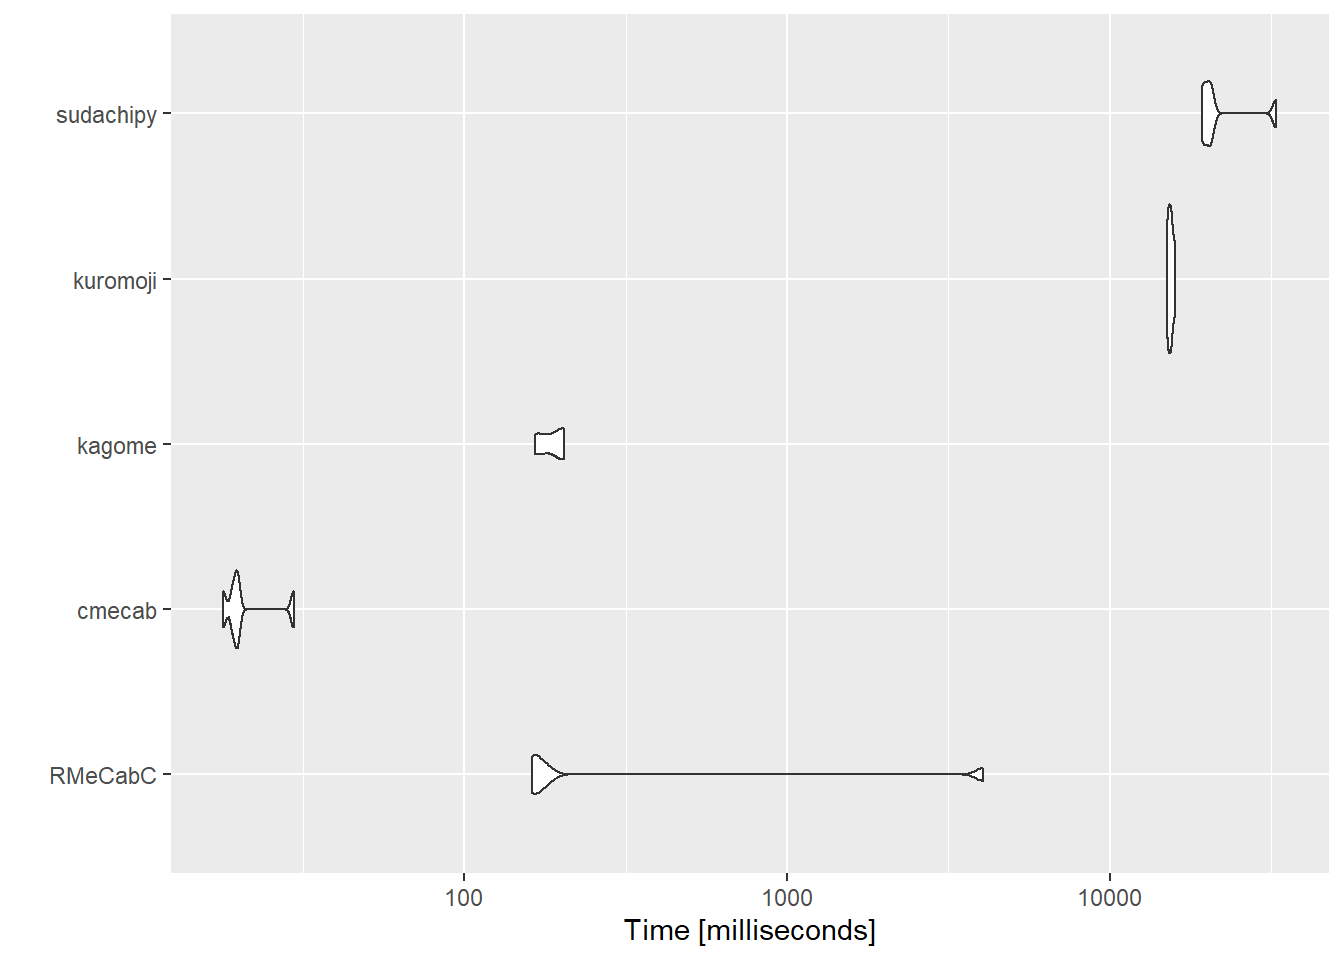 sudachipy
kuromoji
kagome
cmecab
RMeCabC
100 1000 10000
Time [milliseconds]